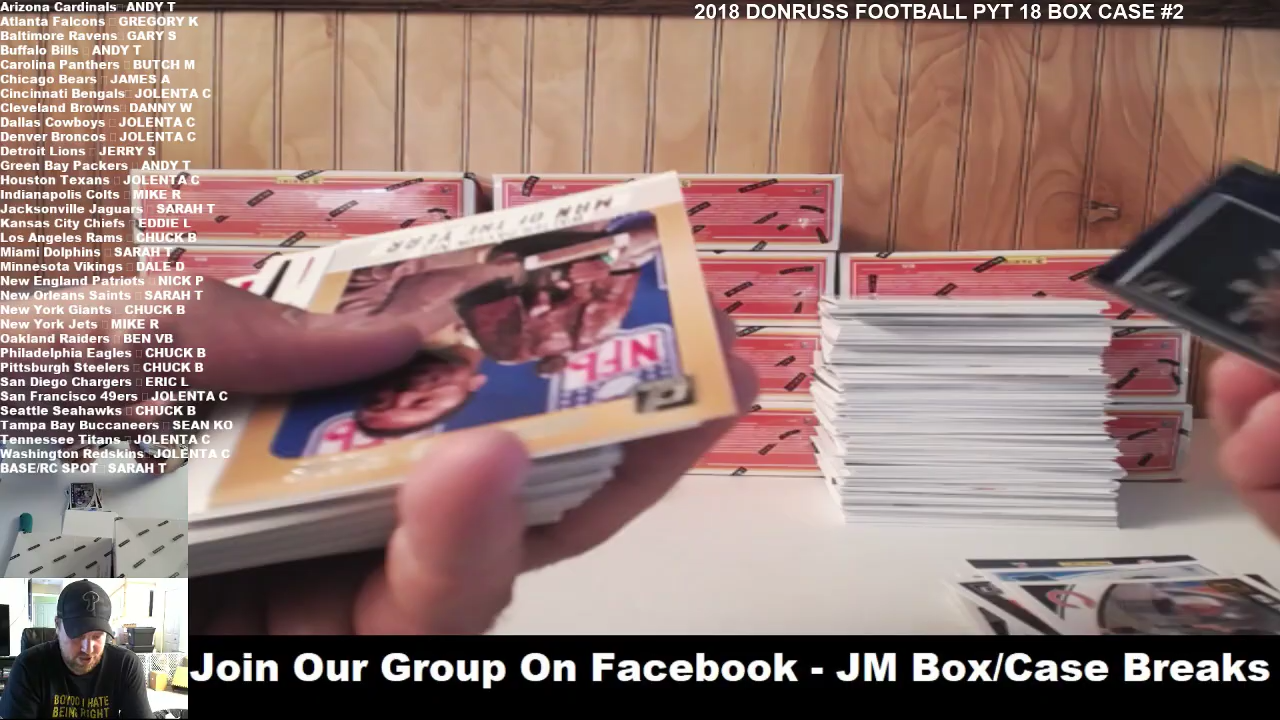 2018 DONRUSS FOOTBALL PYT 18 BOX CASE #2
Arizona Cardinals ANDY T
Atlanta Falcons GREGORY K
Baltimore Ravens GARY S
Buffalo Bills ANDY T
Carolina Panthers BUTCH M
Chicago Bears JAMES A
Cincinnati Bengals JOLENTA C
Cleveland Browns DANNY W
Dallas Cowboys JOLENTA C
Denver Broncos JOLENTA C
Detroit Lions JERRY S
Green Bay Packers ANDY T
Houston Texans JOLENTA C
Indianapolis Colts MIKE R
Jacksonville Jaguars SARAH T
Kansas City Chiefs EDDIE L
Los Angeles Rams CHUCK B
Miami Dolphins SARAH T
Minnesota Vikings DALE D
New England Patriots NICK P
New Orleans Saints SARAH T
New York Giants CHUCK B
New York Jets MIKE R
Oakland Raiders BEN VB
Philadelphia Eagles CHUCK B
Pittsburgh Steelers CHUCK B
San Diego Chargers ERIC L
San Francisco 49ers JOLENTA C
Seattle Seahawks CHUCK B
Tampa Bay Buccaneers SEAN KO
Tennessee Titans JOLENTA C
Washington Redskins JOLENTA C
BASE/RC SPOT SARAH T
NFL
Join Our Group On Facebook - JM Box/Case Breaks